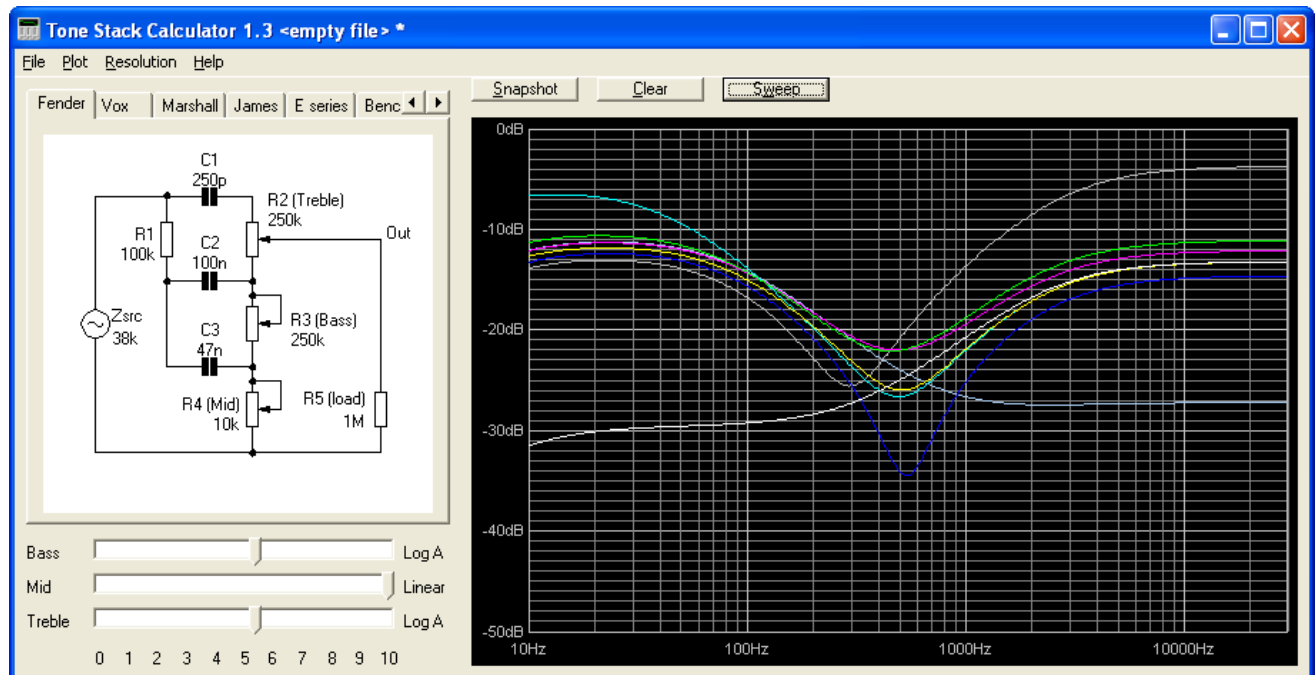 Tone Stack Calculator 1.3 <empty file> *
File Plot Resolution Help
Snapshot Clear Sweep
Fender Vox Marshall James E series Benc
C1
250p
R2 (Treble)
250k
Out
R1
100k
C2
100n
Zsrc
38k
R3 (Bass)
250k
C3
47n
R4 (Mid)
10k
R5 (load)
1M
0dB
-10dB
-20dB
-30dB
-40dB
-50dB
10Hz 100Hz 1000Hz 10000Hz
Bass Log A
Mid Linear
Treble Log A
0 1 2 3 4 5 6 7 8 9 10